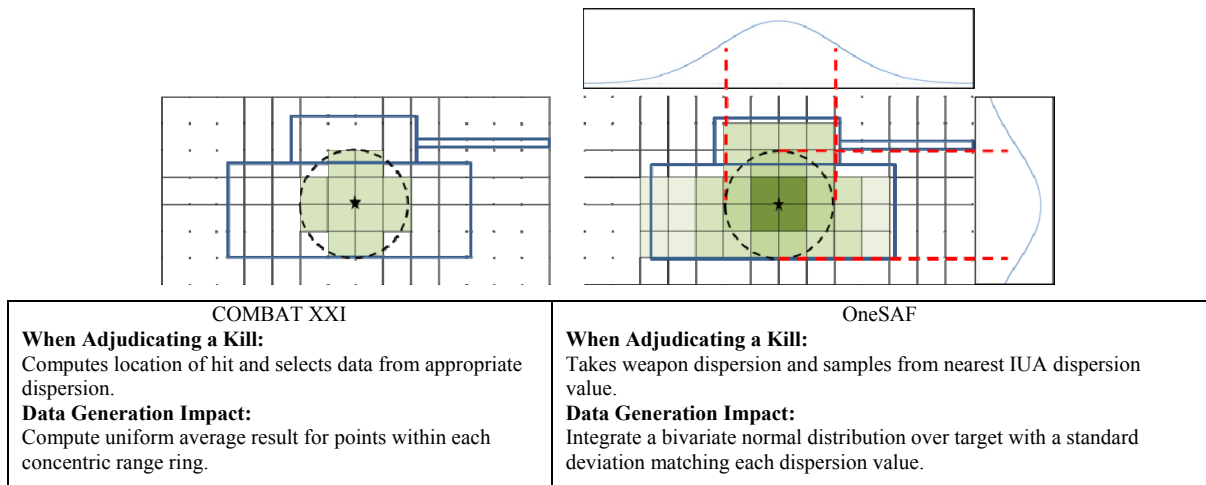 COMBAT XXI
When Adjudicating a Kill:
Computes location of hit and selects data from appropriate
dispersion.
Data Generation Impact:
Compute uniform average result for points within each
concentric range ring.
OneSAF
When Adjudicating a Kill:
Takes weapon dispersion and samples from nearest IUA dispersion
value.
Data Generation Impact:
Integrate a bivariate normal distribution over target with a standard
deviation matching each dispersion value.